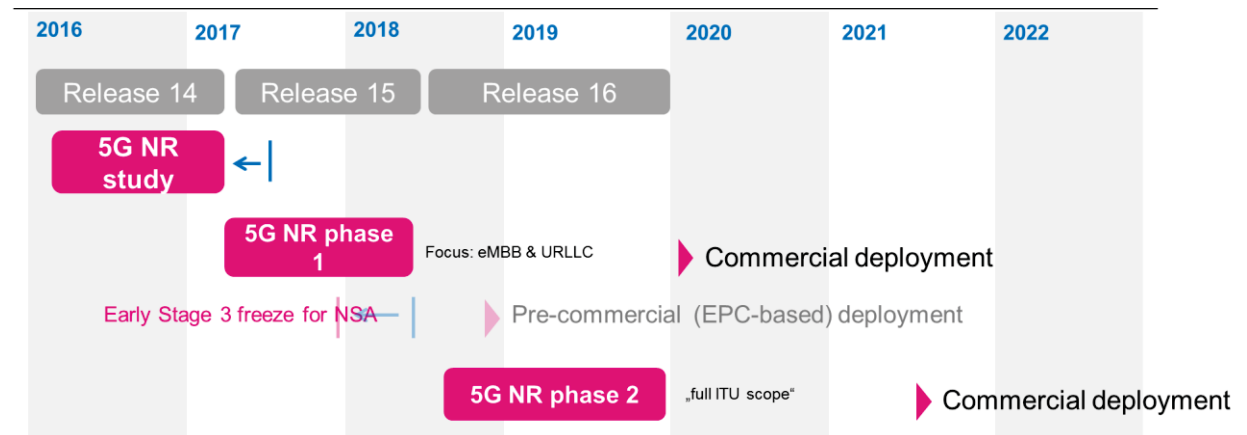 2016 2017 2018 2019 2020 2021 2022
Release 14 Release 15 Release 16
5G NR
study
5G NR phase
1
Focus: eMBB & URLLC
Commercial deployment
Early Stage 3 freeze for NSA
Pre-commercial (EPC-based) deployment
5G NR phase 2
„full ITU scope“
Commercial deployment